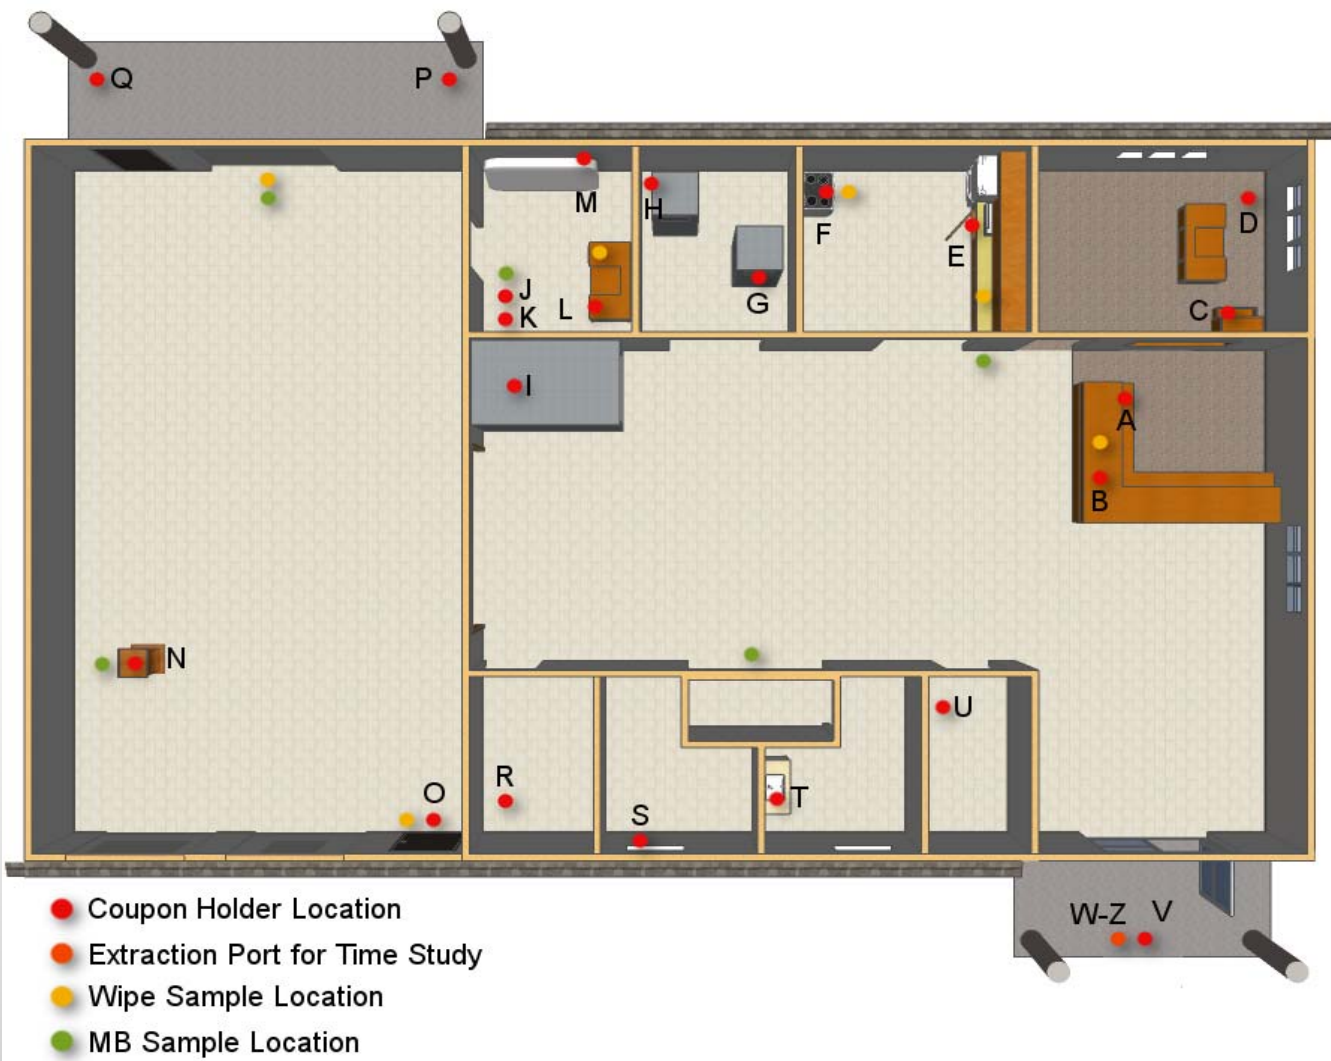 Q
P
M
H
F
E
D
J
K
L
G
C
I
A
B
N
U
R
O
S
T
W-Z
V
Coupon Holder Location
Extraction Port for Time Study
Wipe Sample Location
MB Sample Location